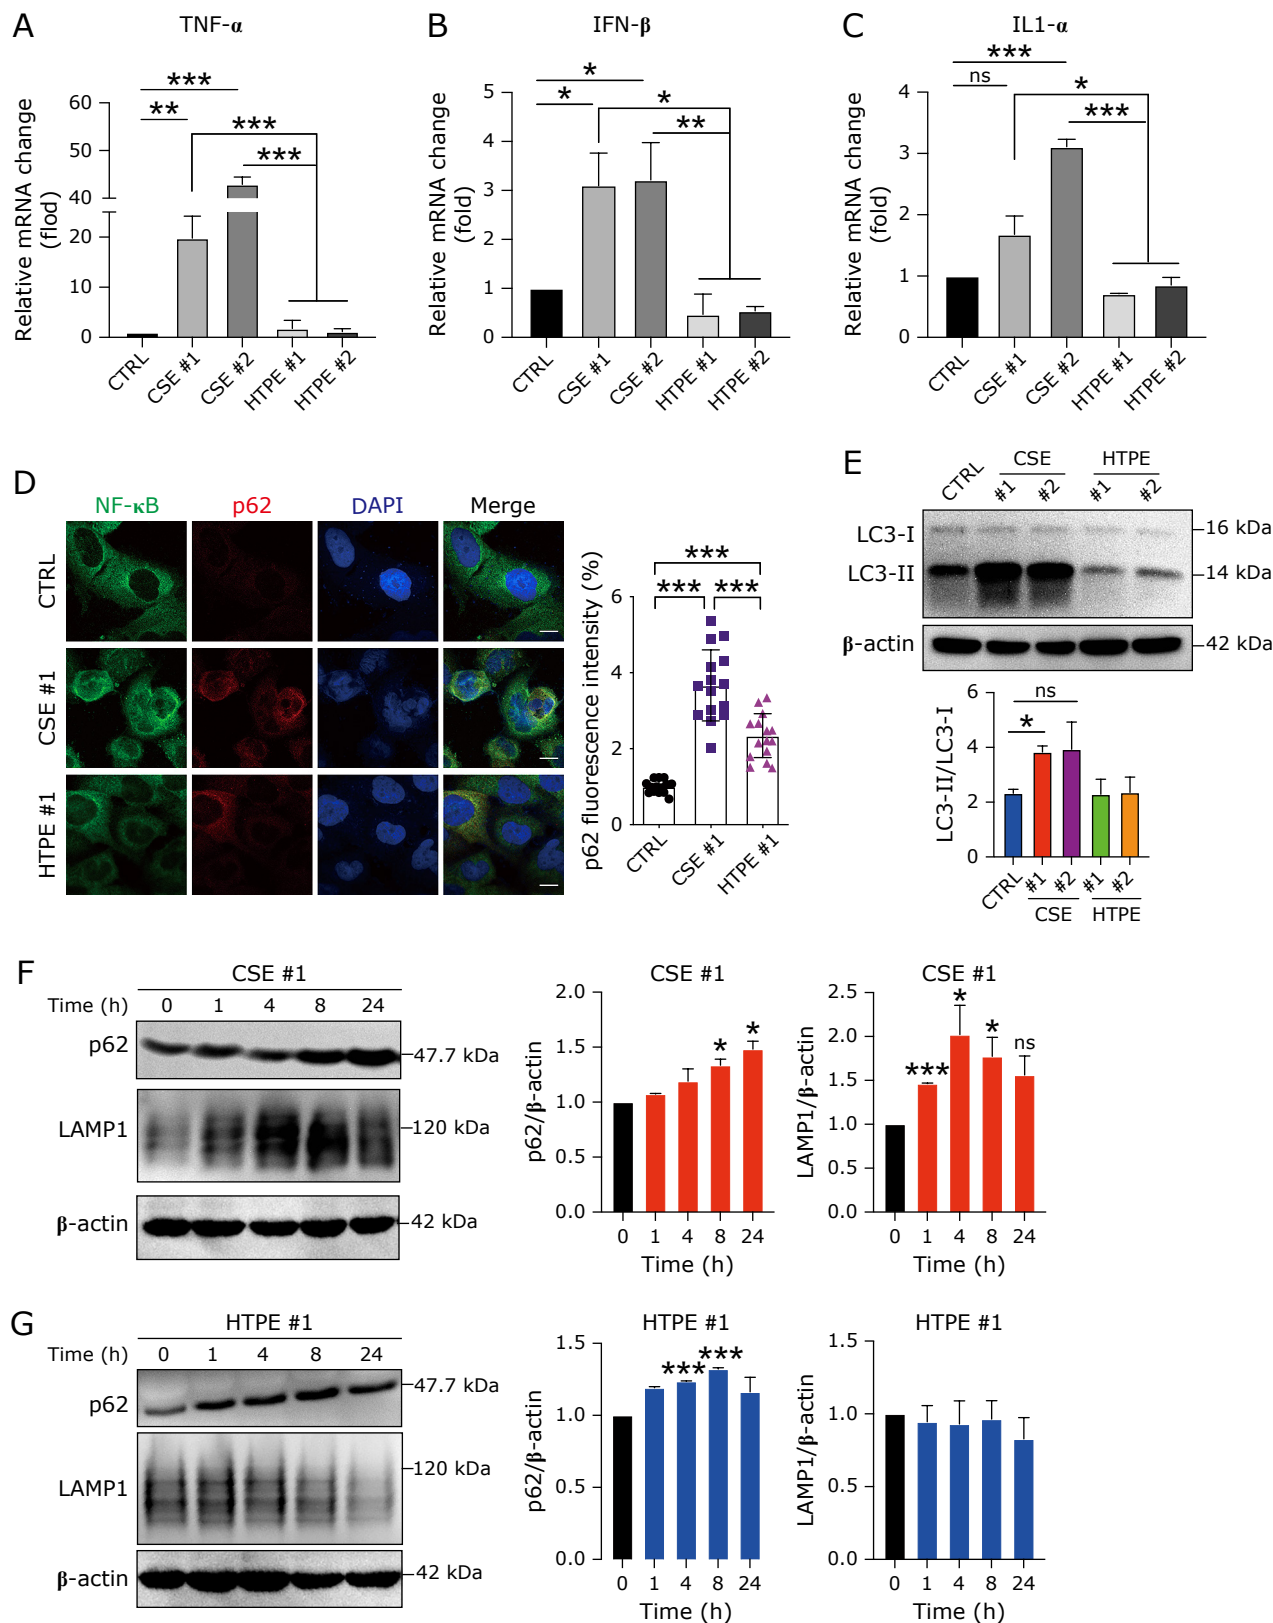 A
TNF-α
Relative mRNA change
(flod)
60
50
40
20
10
0
***
**
***
***
CTRL
CSE #1
CSE #2
HTPE #1
HTPE #2
B
IFN-β
Relative mRNA change
(fold)
5
4
3
2
1
0
*
*
*
**
CTRL
CSE #1
CSE #2
HTPE #1
HTPE #2
C
IL1-α
Relative mRNA change
(fold)
4
3
2
1
0
***
ns
*
***
CTRL
CSE #1
CSE #2
HTPE #1
HTPE #2
D
NF-κB
p62
DAPI
Merge
CTRL
CSE #1
HTPE #1
p62 fluorescence intensity (%)
6
4
2
0
***
***
***
CTRL
CSE #1
HTPE #1
E
CTRL
CSE
HTPE
#1
#2
#1
#2
LC3-I
16 kDa
LC3-II
14 kDa
β-actin
42 kDa
LC3-II/LC3-I
6
4
2
0
ns
*
CTRL
#1
#2
#1
#2
CSE
HTPE
F
CSE #1
Time (h)
0
1
4
8
24
p62
47.7 kDa
LAMP1
120 kDa
β-actin
42 kDa
CSE #1
p62/β-actin
2.0
1.5
1.0
0.5
0.0
*
*
0
1
4
8
24
Time (h)
CSE #1
LAMP1/β-actin
2.5
2.0
1.5
1.0
0.5
0.0
***
*
*
ns
0
1
4
8
24
Time (h)
G
HTPE #1
Time (h)
0
1
4
8
24
p62
47.7 kDa
LAMP1
120 kDa
β-actin
42 kDa
HTPE #1
p62/β-actin
1.5
1.0
0.5
0.0
***
***
0
1
4
8
24
Time (h)
HTPE #1
LAMP1/β-actin
1.5
1.0
0.5
0.0
0
1
4
8
24
Time (h)